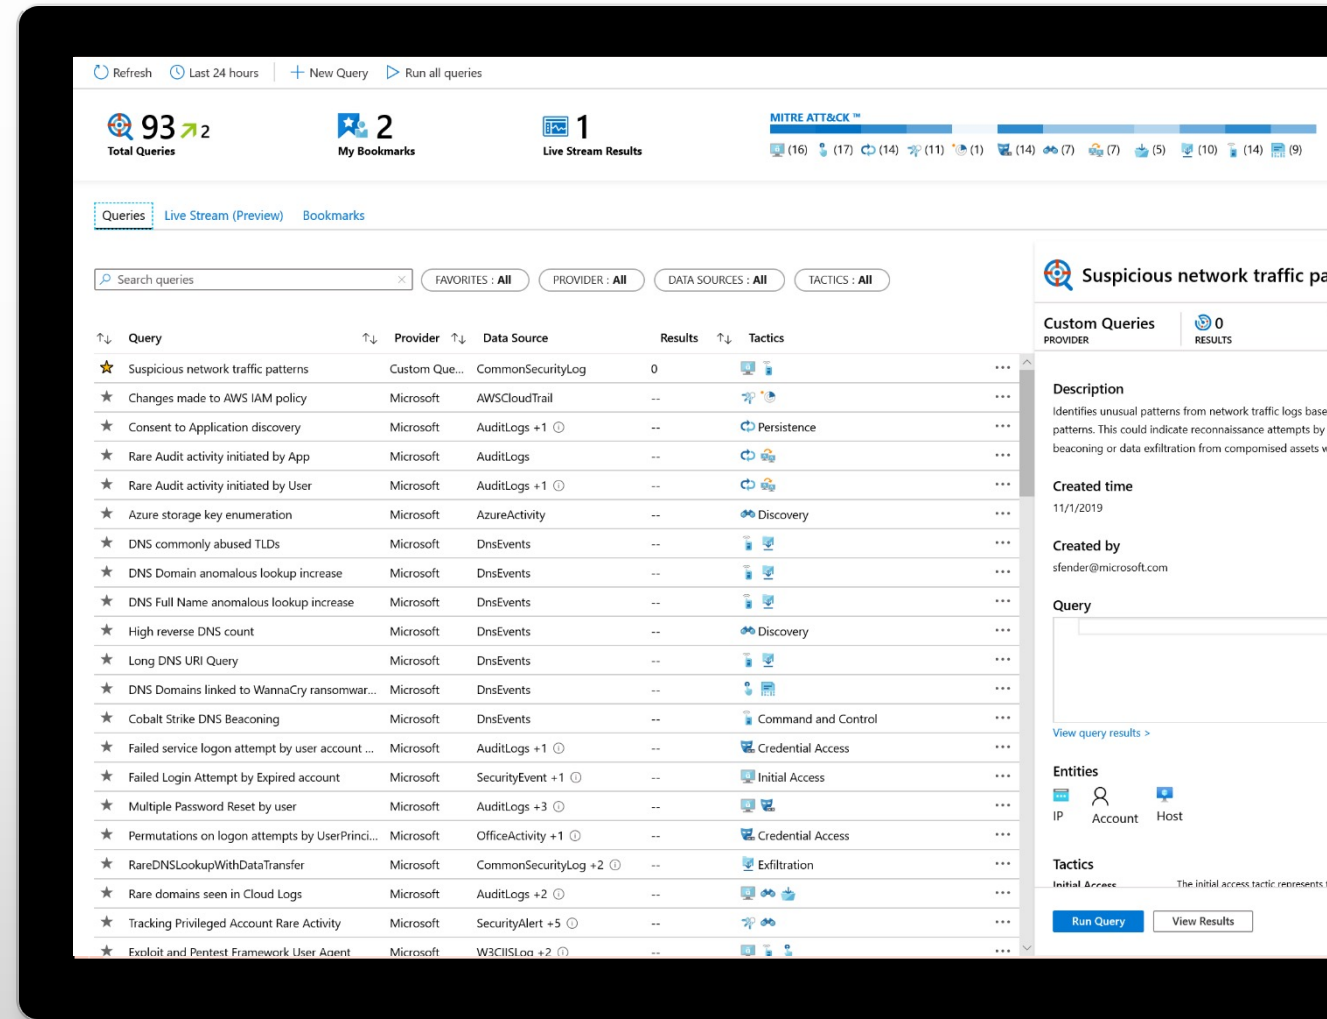 Refresh Last 24 hours New Query Run all queries
93 2 2 1 MITRE ATT&CK ™
Total Queries My Bookmarks Live Stream Results
(16) (17) (14) (11) (1) (14) (7) (7) (5) (10) (14) (9)
Queries Live Stream (Preview) Bookmarks
Search queries FAVORITES : All PROVIDER : All DATA SOURCES : All TACTICS : All
Query Provider Data Source Results Tactics
Suspicious network traffic patterns Custom Que... CommonSecurityLog 0
Changes made to AWS IAM policy Microsoft AWSCloudTrail --
Consent to Application discovery Microsoft AuditLogs +1 -- Persistence
Rare Audit activity initiated by App Microsoft AuditLogs --
Rare Audit activity initiated by User Microsoft AuditLogs +1 --
Azure storage key enumeration Microsoft AzureActivity -- Discovery
DNS commonly abused TLDs Microsoft DnsEvents --
DNS Domain anomalous lookup increase Microsoft DnsEvents --
DNS Full Name anomalous lookup increase Microsoft DnsEvents --
High reverse DNS count Microsoft DnsEvents -- Discovery
Long DNS URI Query Microsoft DnsEvents --
DNS Domains linked to WannaCry ransomwar... Microsoft DnsEvents --
Cobalt Strike DNS Beaconing Microsoft DnsEvents -- Command and Control
Failed service logon attempt by user account ... Microsoft AuditLogs +1 -- Credential Access
Failed Login Attempt by Expired account Microsoft SecurityEvent +1 -- Initial Access
Multiple Password Reset by user Microsoft AuditLogs +3 --
Permutations on logon attempts by UserPrinci... Microsoft OfficeActivity +1 -- Credential Access
RareDNSLookupWithDataTransfer Microsoft CommonSecurityLog +2 -- Exfiltration
Rare domains seen in Cloud Logs Microsoft AuditLogs +2 --
Tracking Privileged Account Rare Activity Microsoft SecurityAlert +5 --
Exploit and Pentest Framework User Agent Microsoft W3CIISLog +2 --
Suspicious network traffic pa
Custom Queries 0
PROVIDER RESULTS
Description
Identifies unusual patterns from network traffic logs base
patterns. This could indicate reconnaissance attempts by
beaconing or data exfiltration from compomised assets w
Created time
11/1/2019
Created by
sfender@microsoft.com
Query
View query results >
Entities
IP Account Host
Tactics
Initial Access The initial access tactic represents t
Run Query View Results